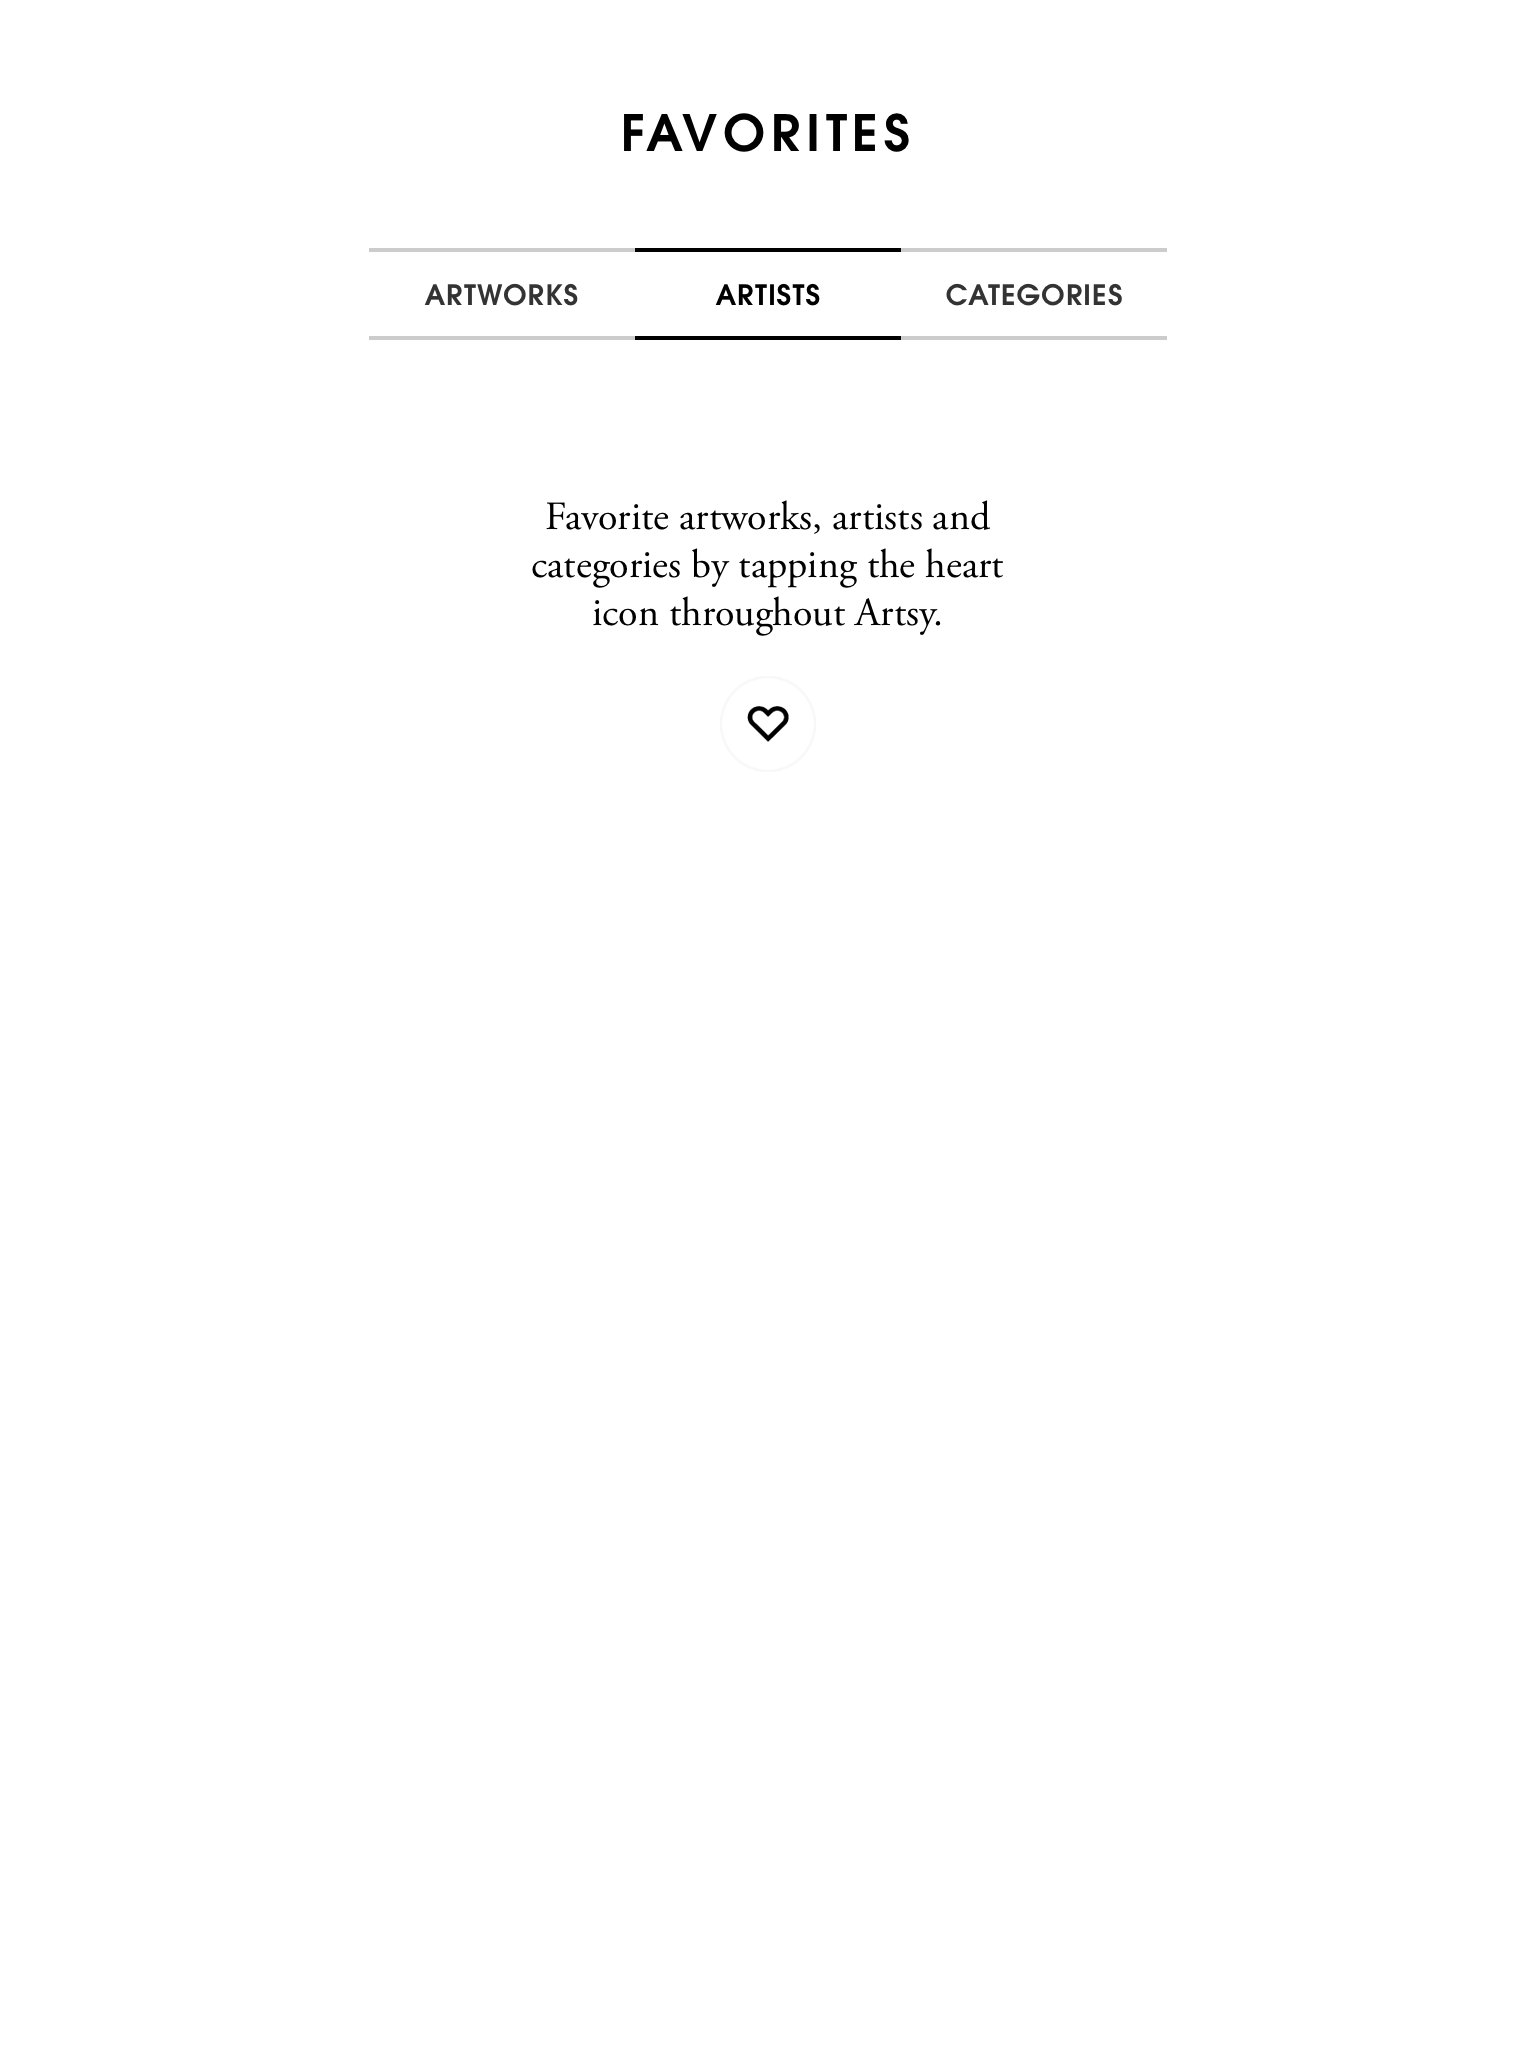 FAVORITES
ARTWORKS
ARTISTS
CATEGORIES
Favorite artworks, artists and
categories by tapping the heart
icon throughout Artsy.